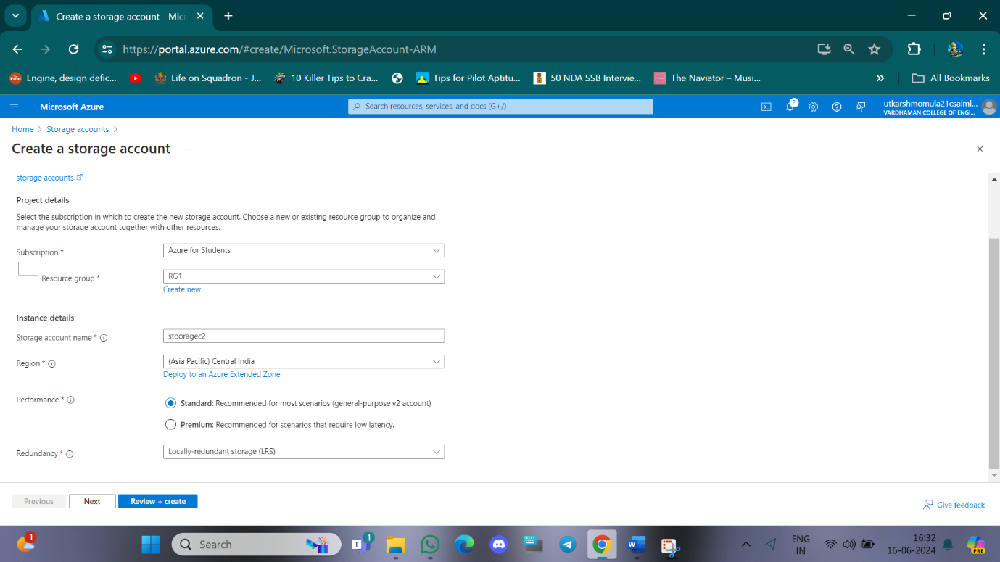 Create a storage account - Mic
https://portal.azure.com/#create/Microsoft.StorageAccount-ARM
Engine, design defic... Life on Squadron - J... 10 Killer Tips to Cra... Tips for Pilot Aptitu... 50 NDA SSB Intervie... The Naviator – Musi... All Bookmarks
Microsoft Azure
Search resources, services, and docs (G+/)
2
utkarshmomula21csaiml...
VARDHAMAN COLLEGE OF ENGI...
Home > Storage accounts >
Create a storage account ...
storage accounts
Project details
Select the subscription in which to create the new storage account. Choose a new or existing resource group to organize and
manage your storage account together with other resources.
Subscription * Azure for Students
Resource group * RG1
Create new
Instance details
Storage account name * stooragec2
Region * (Asia Pacific) Central India
Deploy to an Azure Extended Zone
Performance * Standard: Recommended for most scenarios (general-purpose v2 account)
Premium: Recommended for scenarios that require low latency.
Redundancy * Locally-redundant storage (LRS)
Previous Next Review + create
Give feedback
1
Search
T
1
W
ENG
IN
16:32
16-06-2024
PRE